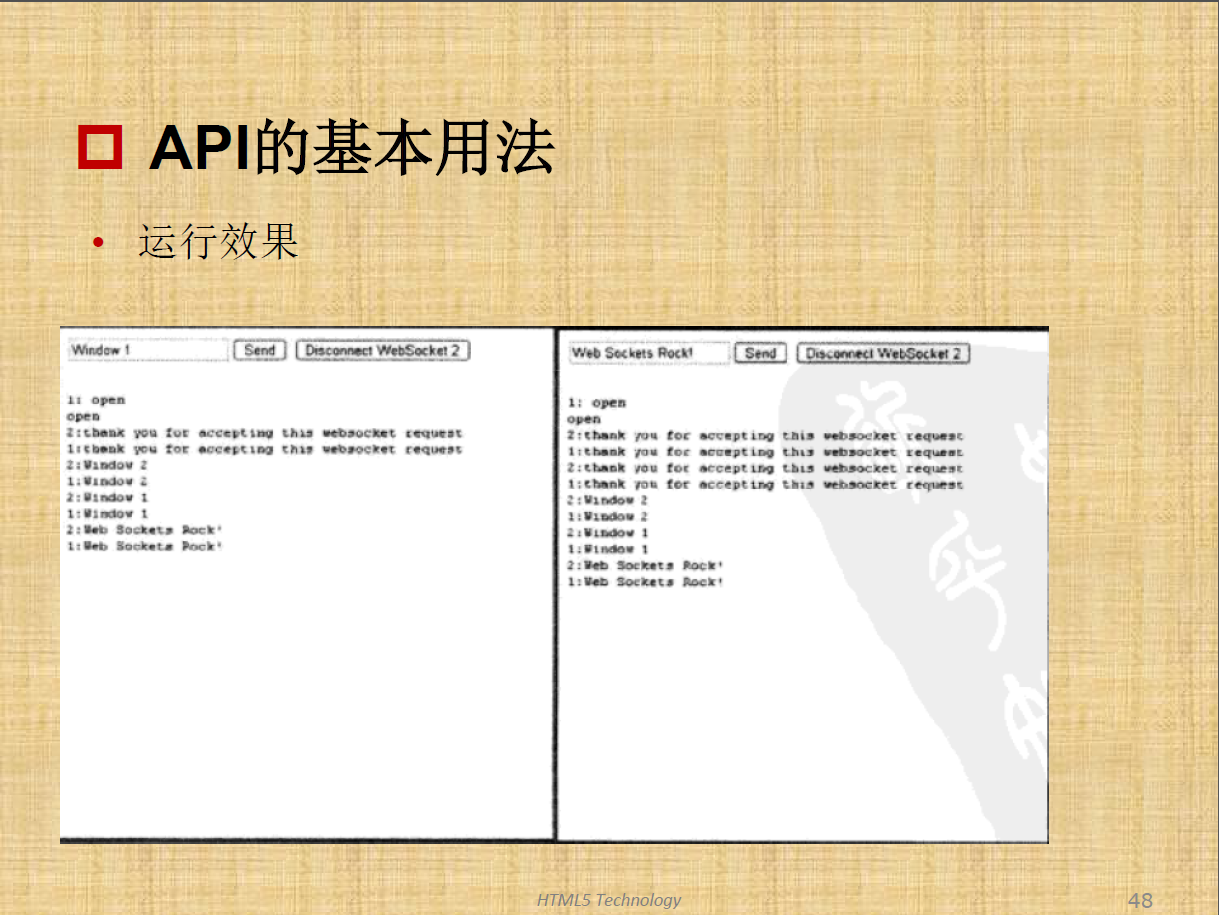 API的基本用法
• 运行效果
Window 1 Send Disconnect WebSocket 2
1: open
open
2:thank you for accepting this websocket request
1:thank you for accepting this websocket request
2:Window 2
1:Window 2
2:Window 1
1:Window 1
2:Web Sockets Rock!
1:Web Sockets Rock!
Web Sockets Rock! Send Disconnect WebSocket 2
1: open
open
2:thank you for accepting this websocket request
1:thank you for accepting this websocket request
2:thank you for accepting this websocket request
1:thank you for accepting this websocket request
2:Window 2
1:Window 2
2:Window 1
1:Window 1
2:Web Sockets Rock!
1:Web Sockets Rock!
HTML5 Technology
48